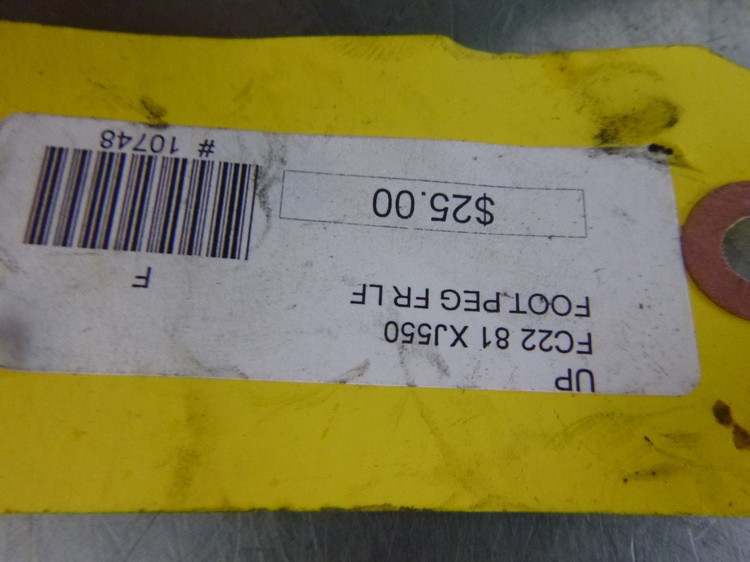 UP
FC22 81 XJ550
FOOT PEG FR LF
$25.00
F
# 10748